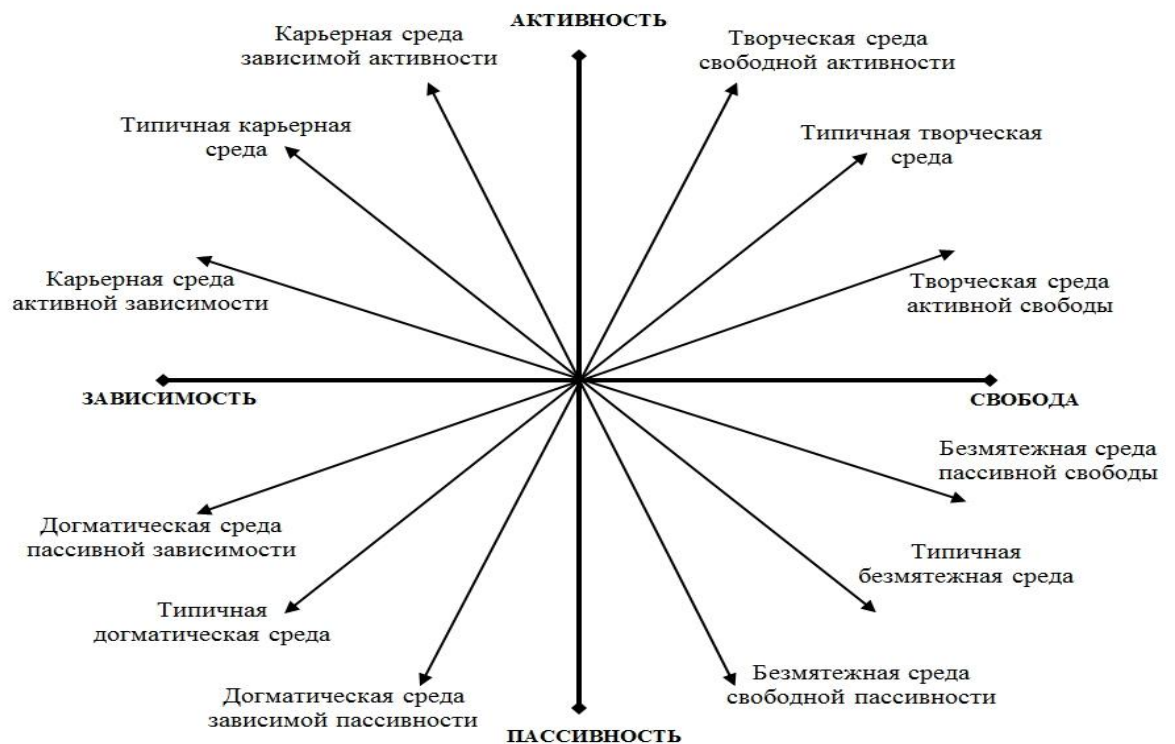 АКТИВНОСТЬ
Карьерная среда
зависимой активности
Творческая среда
свободной активности
Типичная карьерная
среда
Типичная творческая
среда
Карьерная среда
активной зависимости
Творческая среда
активной свободы
ЗАВИСИМОСТЬ
СВОБОДА
Безмятежная среда
пассивной свободы
Догматическая среда
пассивной зависимости
Типичная
безмятежная среда
Типичная
догматическая среда
Безмятежная среда
свободной пассивности
Догматическая среда
зависимой пассивности
ПАССИВНОСТЬ